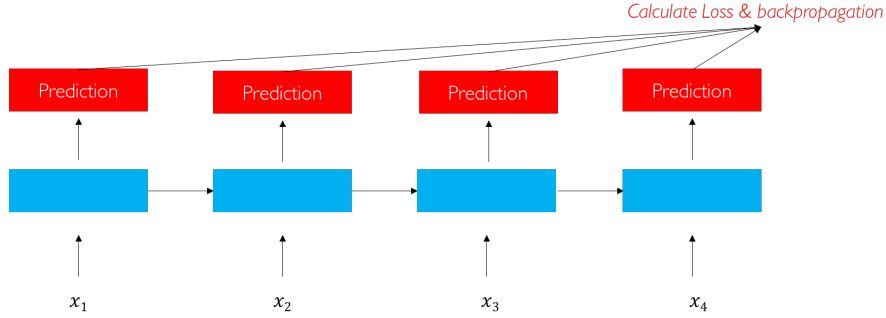 Calculate Loss & backpropagation
Prediction Prediction Prediction Prediction
x₁ x₂ x₃ x₄